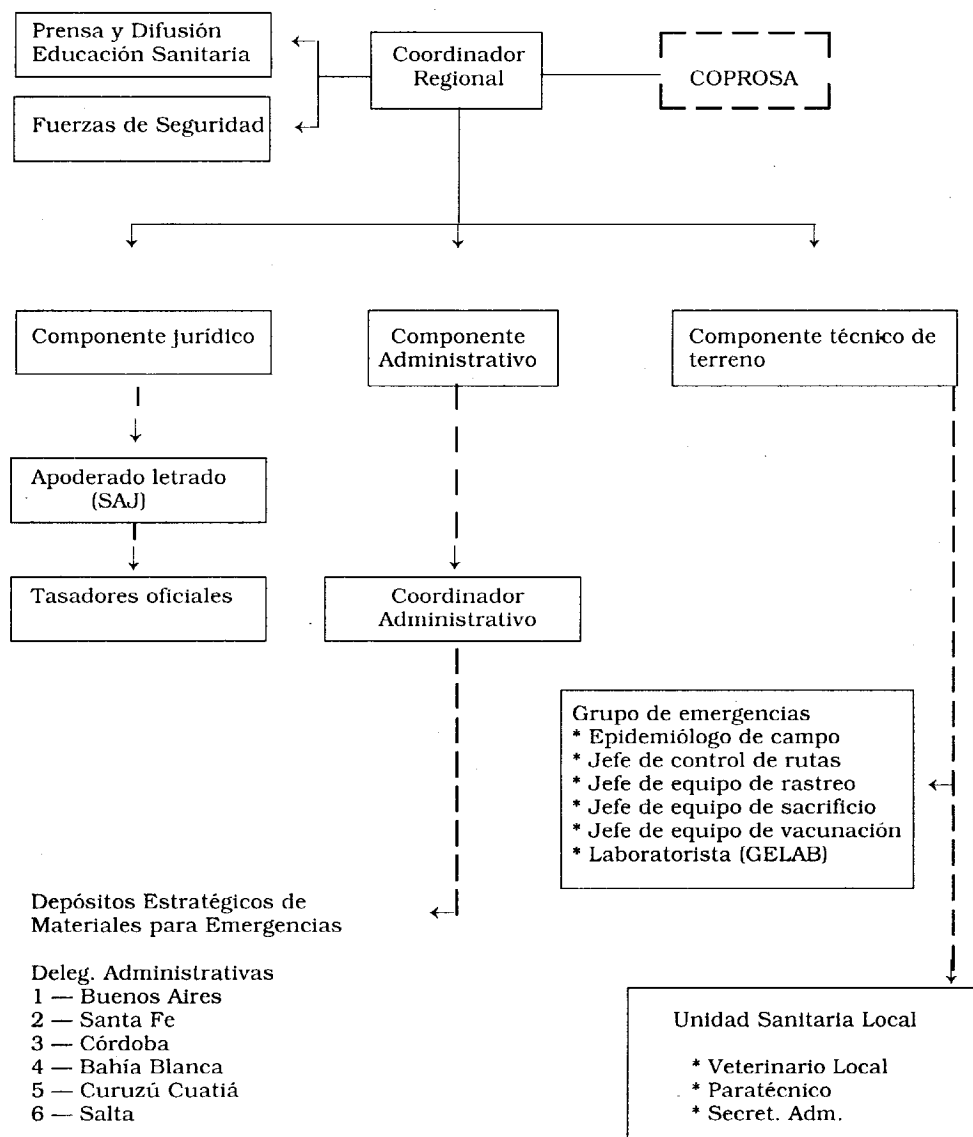 Prensa y Difusión
Educación Sanitaria
Coordinador
Regional
COPROSA
Fuerzas de Seguridad
Componente jurídico
Componente
Administrativo
Componente técnico de
terreno
Apoderado letrado
(SAJ)
Tasadores oficiales
Coordinador
Administrativo
Grupo de emergencias
* Epidemiólogo de campo
* Jefe de control de rutas
* Jefe de equipo de rastreo
* Jefe de equipo de sacrificio
* Jefe de equipo de vacunación
* Laboratorista (GELAB)
Depósitos Estratégicos de
Materiales para Emergencias
Deleg. Administrativas
1 — Buenos Aires
2 — Santa Fe
3 — Córdoba
4 — Bahía Blanca
5 — Curuzú Cuatiá
6 — Salta
Unidad Sanitaria Local
* Veterinario Local
* Paratécnico
* Secret. Adm.